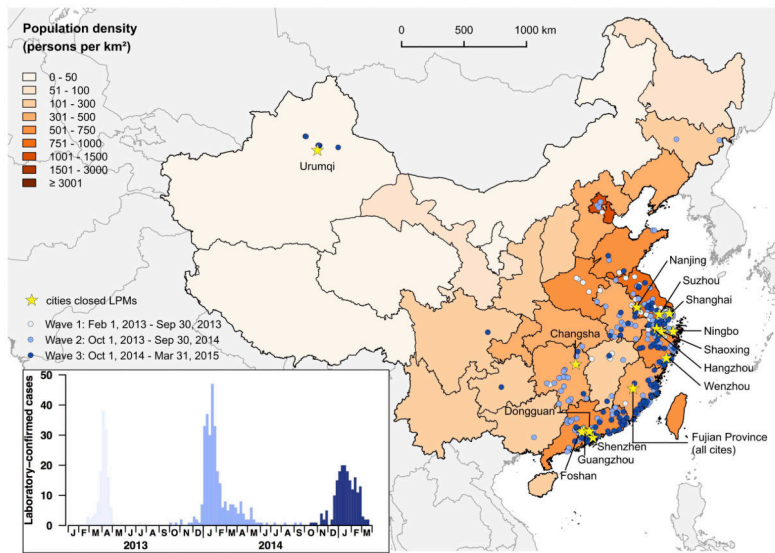 Population density
(persons per km²)
0 - 50
51 - 100
101 - 300
301 - 500
501 - 750
751 - 1000
1001 - 1500
1501 - 3000
≥ 3001
0 500 1000 km
Urumqi
Nanjing
Suzhou
Shanghai
Ningbo
Shaoxing
Hangzhou
Wenzhou
Changsha
Dongguan
Shenzhen
Guangzhou
Foshan
Fujian Province
(all cites)
cities closed LPMs
Wave 1: Feb 1, 2013 - Sep 30, 2013
Wave 2: Oct 1, 2013 - Sep 30, 2014
Wave 3: Oct 1, 2014 - Mar 31, 2015
Laboratory-confirmed cases
50
40
30
20
10
0
J F M A M J J A S O N D J F M A M J J A S O N D J F M
2013 2014